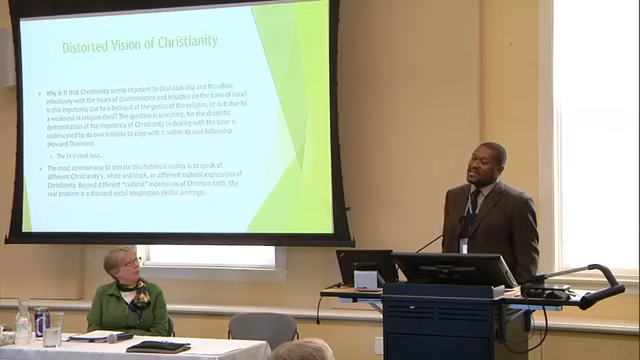 Distorted Vision of Christianity
Why is it that Christianity seems impotent to deal radically and therefore
effectively with the issues of discrimination and injustice on the basis of race?
Is this impotency due to a betrayal of the genius of the religion, or is it due to
a weakness in religion itself? The question is searching, for the dramatic
demonstration of the impotency of Christianity in dealing with the issue is
underscored by its own inability to cope with it within its own fellowship
(Howard Thurman).
The 11 o'clock hour...
The most common way to narrate this historical reality is to speak of
different Christianity's, white and black, or different cultural expressions of
Christianity. Beyond different "cultural" expressions of Christian faith, the
real problem is a diseased social imagination (Willie Jennings).